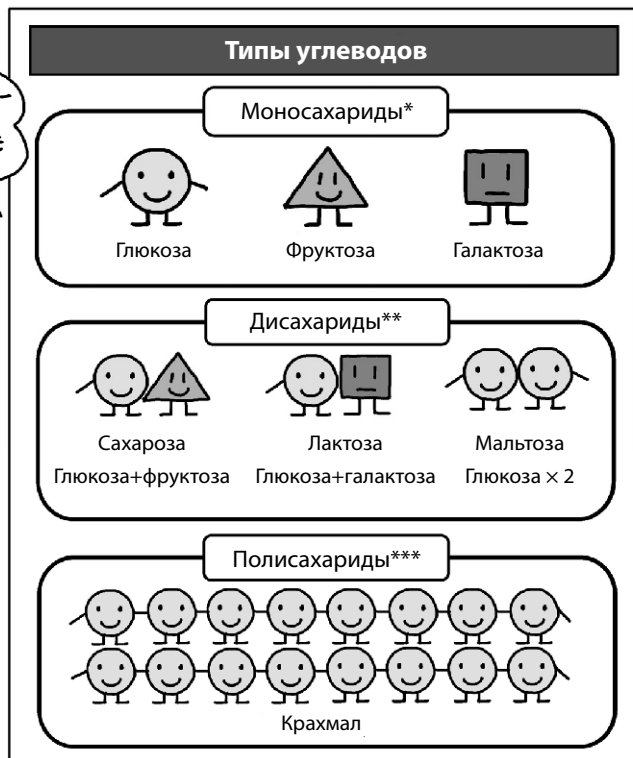 Типы углеводов
Моносахариды*
Глюкоза Фруктоза Галактоза
Дисахариды**
Сахароза Лактоза Мальтоза
Глюкоза+фруктоза Глюкоза+галактоза Глюкоза × 2
Полисахариды***
Крахмал